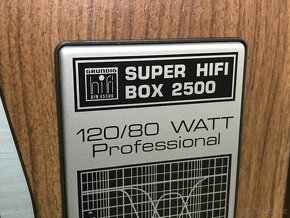 GRUNDIG
hifi
DIN 45500
SUPER HIFI
BOX 2500
120/80 WATT
Professional